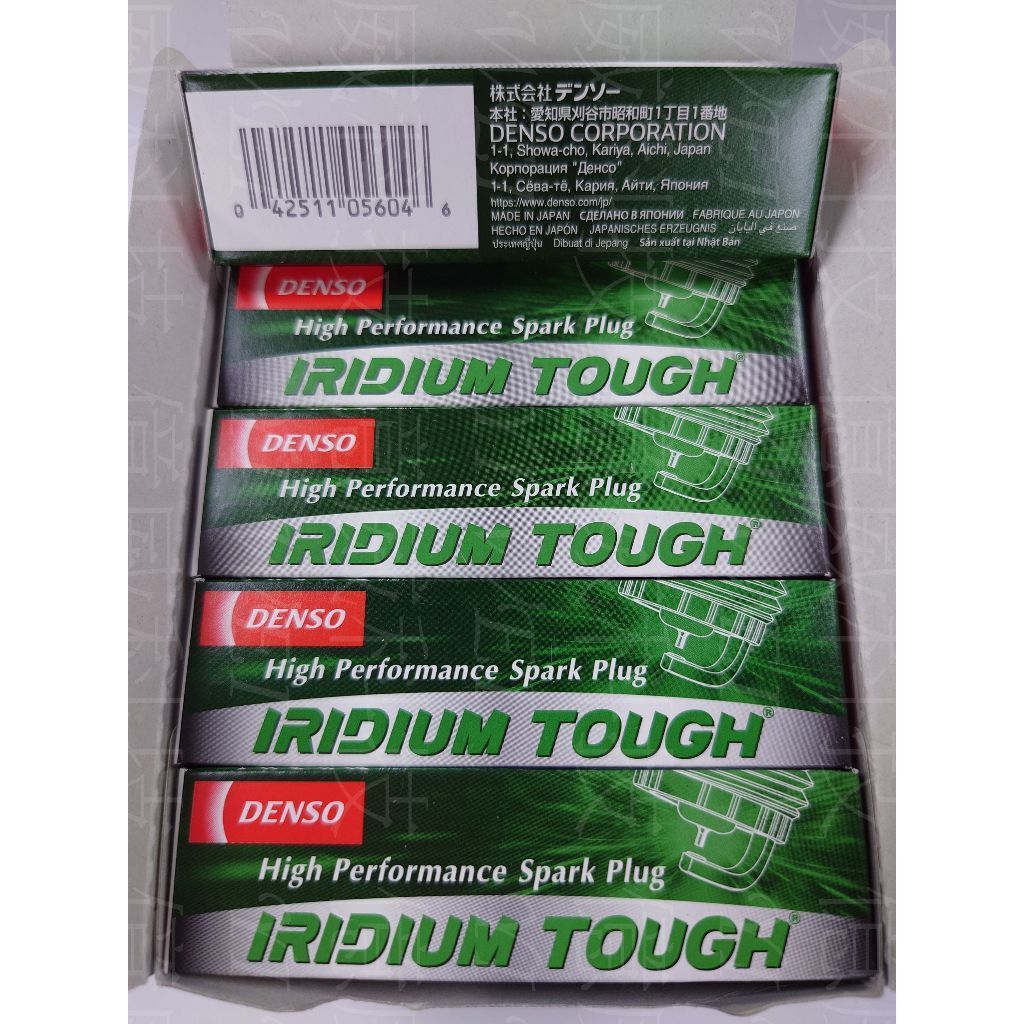 0 42511 05604 6
株式会社 デンソー
本社：愛知県刈谷市昭和町1丁目1番地
DENSO CORPORATION
1-1, Showa-cho, Kariya, Aichi, Japan
Корпорация "Денсо"
1-1, Сёва-тё, Кария, Айти, Япония
https://www.denso.com/jp/
MADE IN JAPAN СДЕЛАНО В ЯПОНИИ FABRIQUE AU JAPON
HECHO EN JAPÓN JAPANISCHES ERZEUGNIS صنع في اليابان
ประเทศญี่ปุ่น Dibuat di Jepang Sản xuất tại Nhật Bản
DENSO
High Performance Spark Plug
IRIDIUM TOUGH®
DENSO
High Performance Spark Plug
IRIDIUM TOUGH®
DENSO
High Performance Spark Plug
IRIDIUM TOUGH®
DENSO
High Performance Spark Plug
IRIDIUM TOUGH®